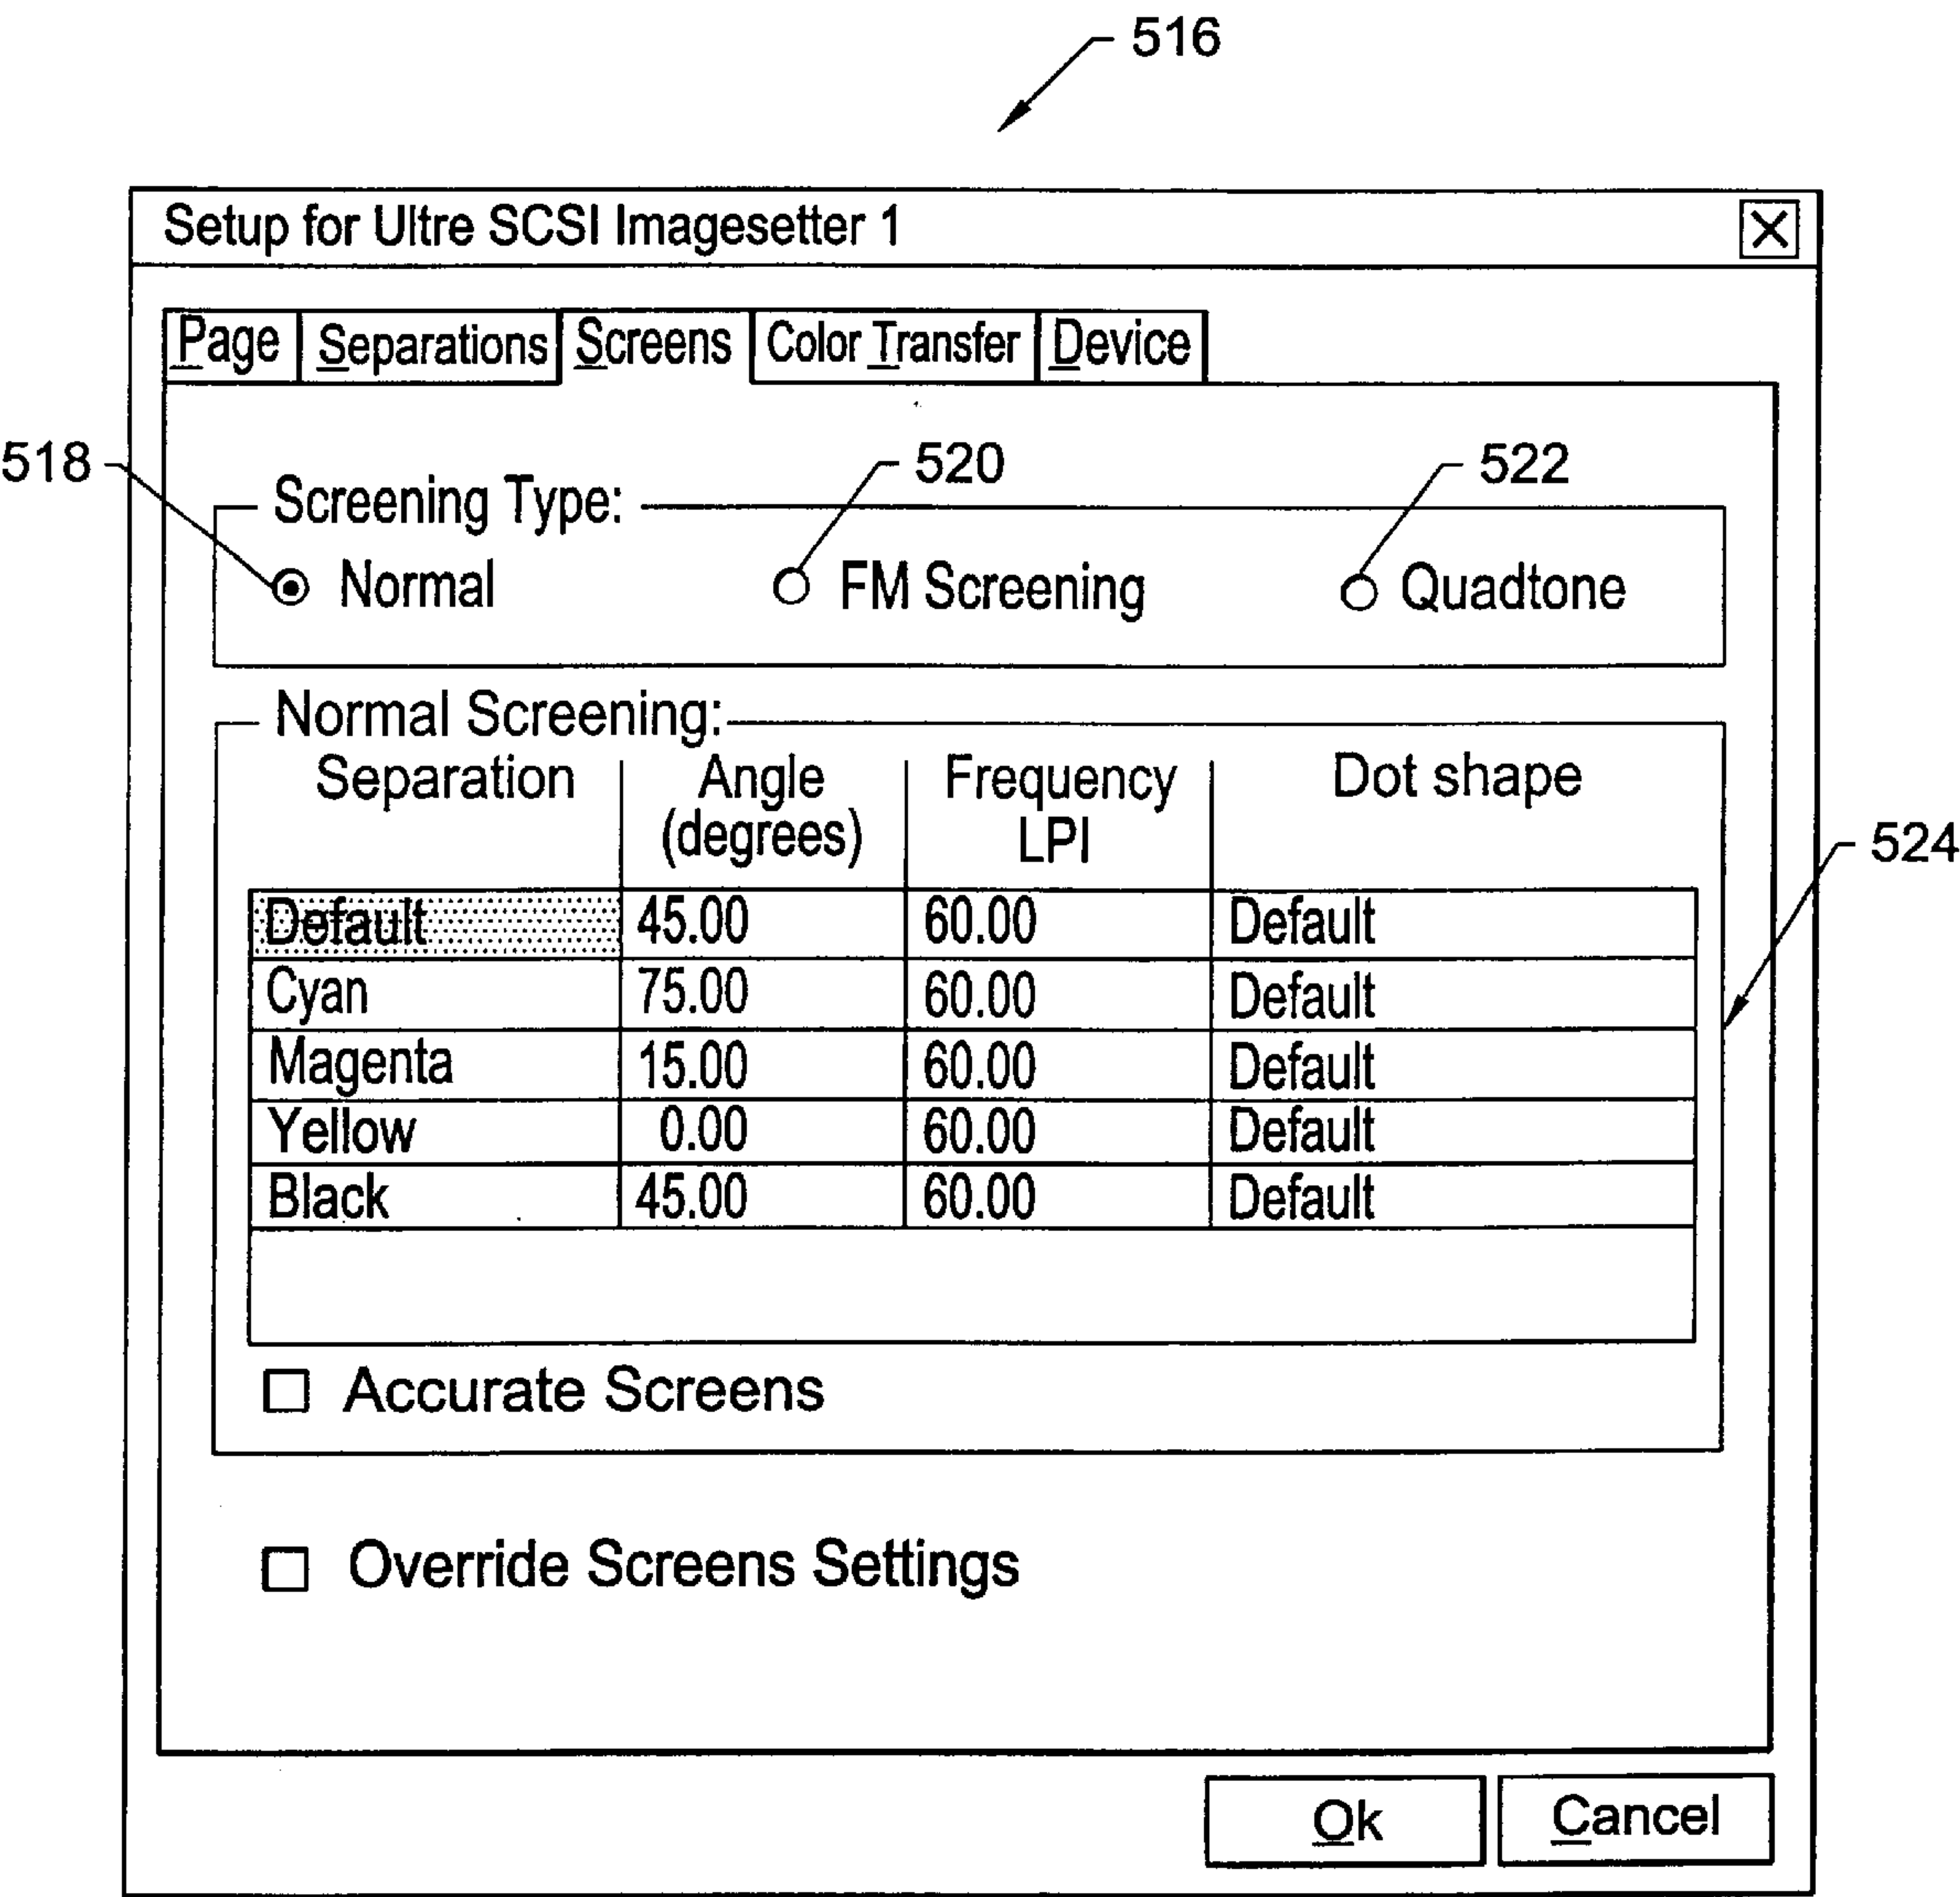 516
Setup for Ultre SCSI Imagesetter 1
Page Separations Screens Color Transfer Device
518 520 522
Screening Type:
Normal FM Screening Quadtone
Normal Screening:
Separation Angle (degrees) Frequency LPI Dot shape
524
Default 45.00 60.00 Default
Cyan 75.00 60.00 Default
Magenta 15.00 60.00 Default
Yellow 0.00 60.00 Default
Black 45.00 60.00 Default
Accurate Screens
Override Screens Settings
Ok Cancel